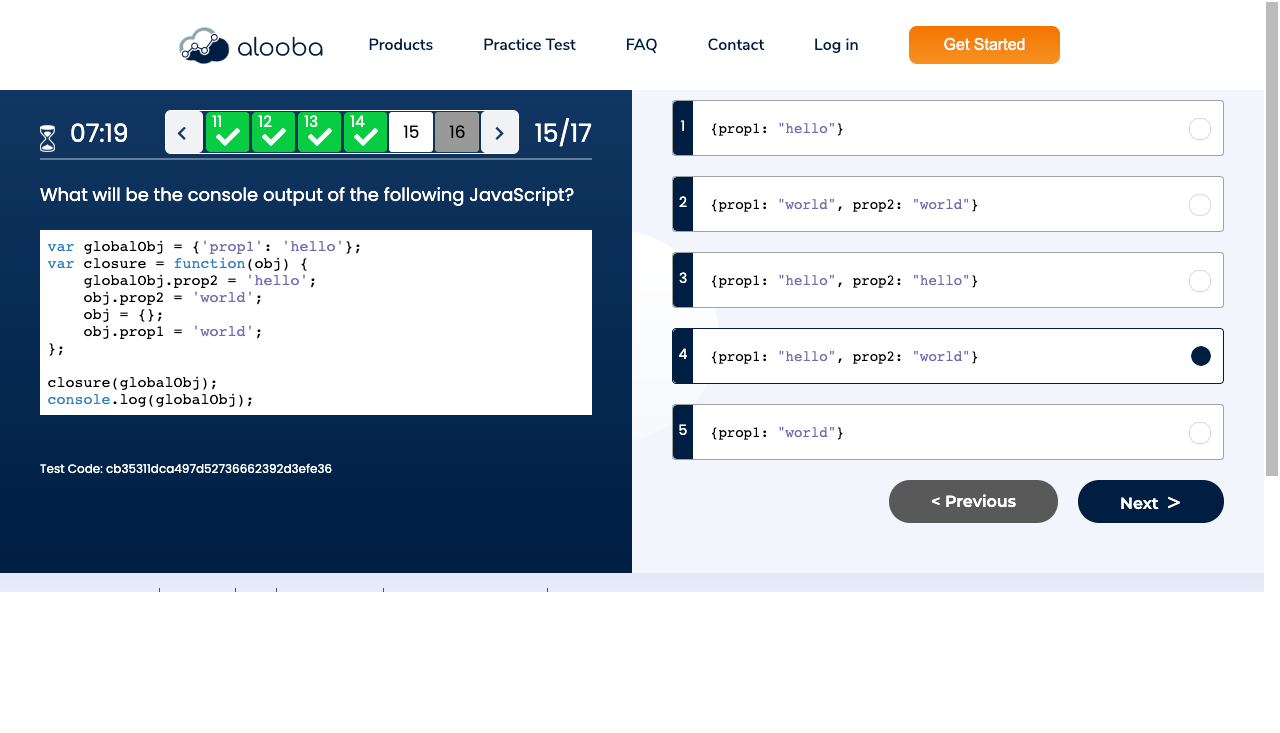 alooba Products Practice Test FAQ Contact Log in Get Started
07:19 11 12 13 14 15 16 15/17
What will be the console output of the following JavaScript?
var globalObj = {'prop1': 'hello'};
var closure = function(obj) {
    globalObj.prop2 = 'hello';
    obj.prop2 = 'world';
    obj = {};
    obj.prop1 = 'world';
};
closure(globalObj);
console.log(globalObj);
Test Code: cb35311dca497d52736662392d3efe36
1 {prop1: "hello"}
2 {prop1: "world", prop2: "world"}
3 {prop1: "hello", prop2: "hello"}
4 {prop1: "hello", prop2: "world"}
5 {prop1: "world"}
< Previous Next >